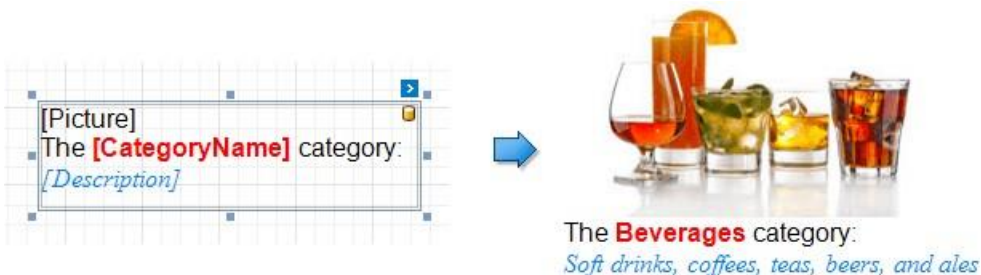 [Picture]
The [CategoryName] category:
[Description]
The Beverages category:
Soft drinks, coffees, teas, beers, and ales